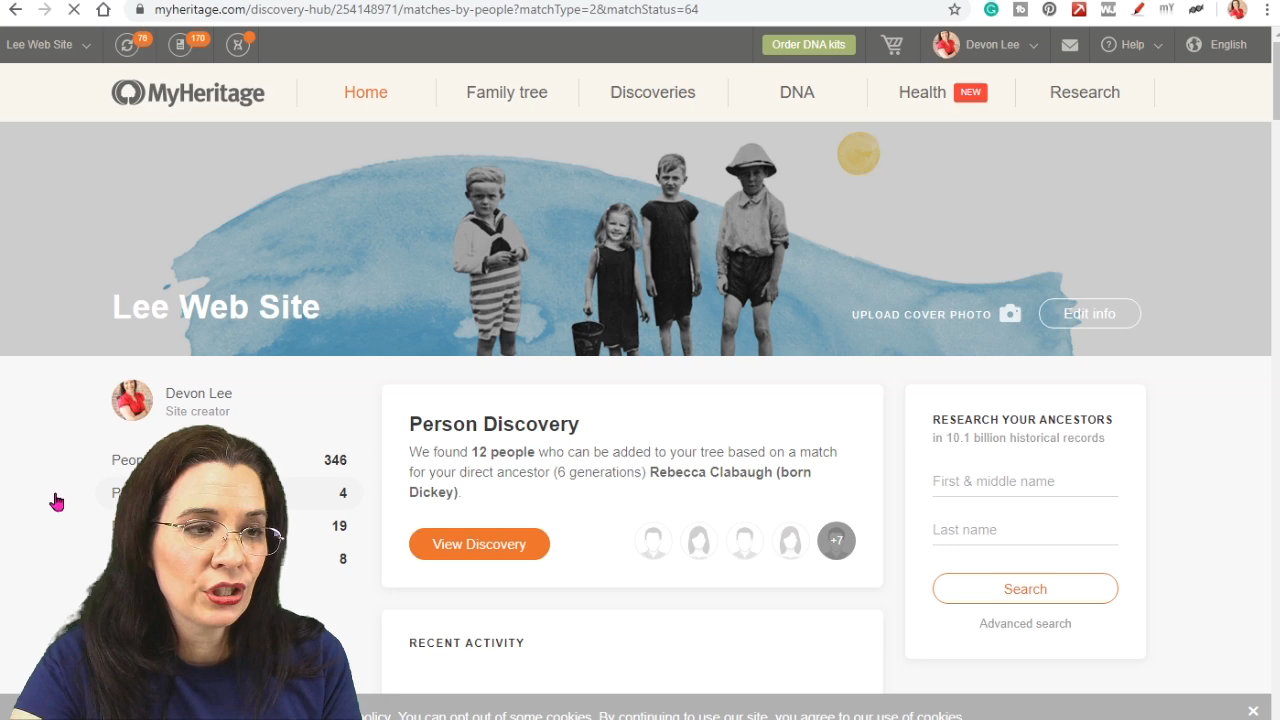 myheritage.com/discovery-hub/254148971/matches-by-people?matchType=2&matchStatus=64
Lee Web Site 78 170 Order DNA kits Devon Lee Help English
MyHeritage Home Family tree Discoveries DNA Health NEW Research
Lee Web Site
UPLOAD COVER PHOTO Edit info
Devon Lee
Site creator
346
4
19
8
Person Discovery
We found 12 people who can be added to your tree based on a match
for your direct ancestor (6 generations) Rebecca Clabaugh (born
Dickey).
View Discovery +7
RECENT ACTIVITY
RESEARCH YOUR ANCESTORS
in 10.1 billion historical records
First & middle name
Last name
Search
Advanced search
policy. You can opt out of some cookies. By continuing to use our site, you agree to our use of cookies.